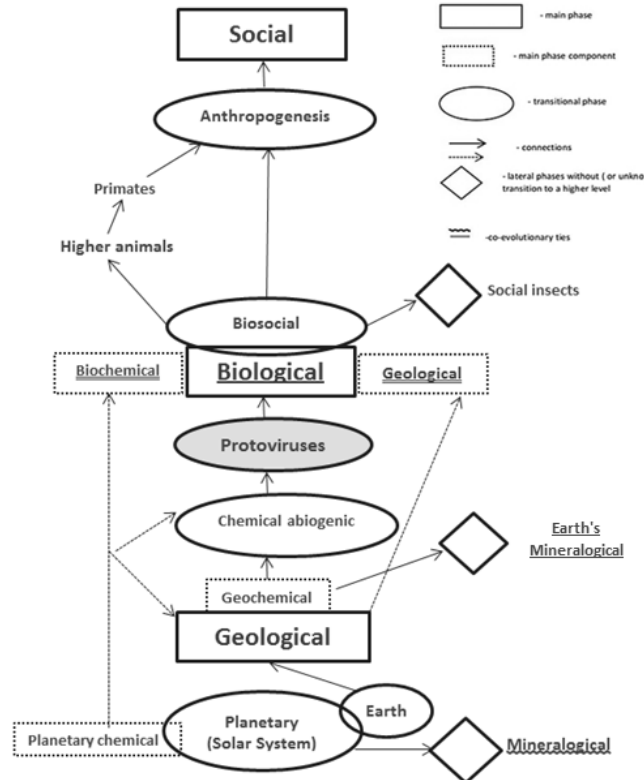 Social
- main phase
- main phase component
Anthropogenesis
- transitional phase
- connections
Primates
- lateral phases without ( or unkno
transition to a higher level
Higher animals
-co-evolutionary ties
Social insects
Biosocial
Biochemical
Biological
Geological
Protoviruses
Chemical abiogenic
Earth's
Mineralogical
Geochemical
Geological
Earth
Planetary
(Solar System)
Planetary chemical
Mineralogical